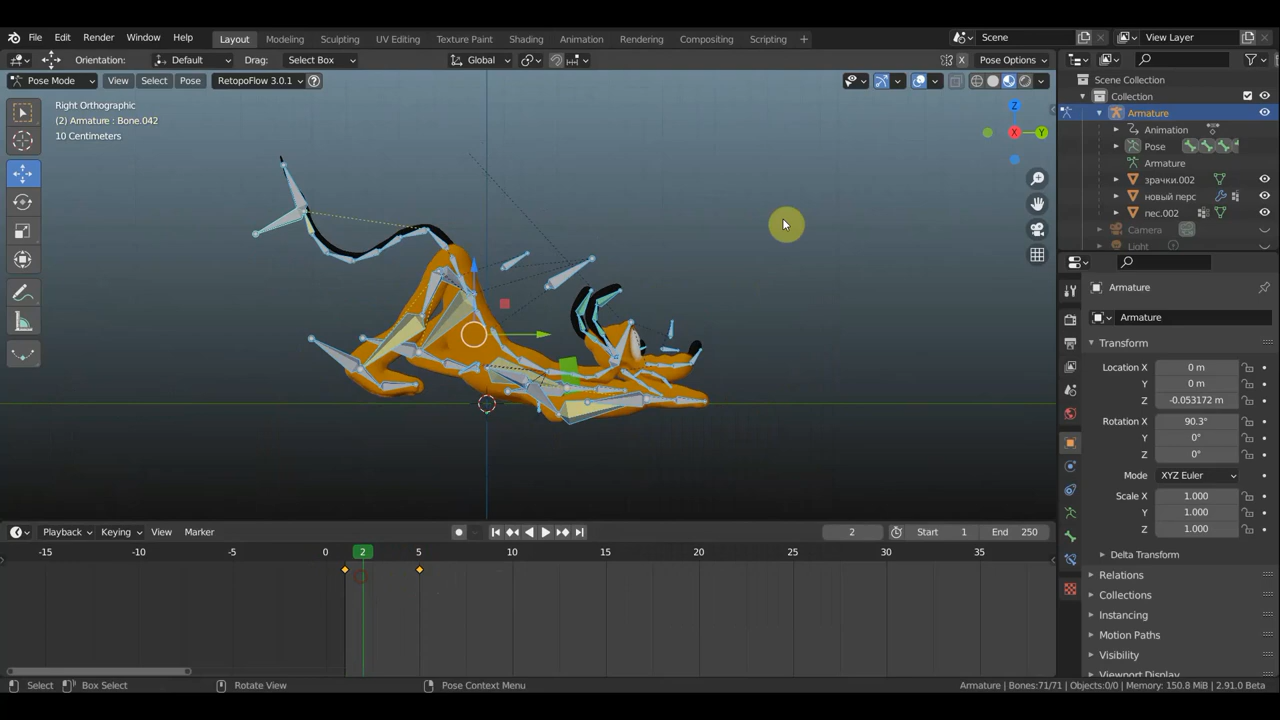 File Edit Render Window Help Layout Modeling Sculpting UV Editing Texture Paint Shading Animation Rendering Compositing Scripting + Scene View Layer
Orientation: Default Drag: Select Box Global Pose Options
Pose Mode View Select Pose RetopoFlow 3.0.1 ?
Scene Collection
Collection
Armature
Animation
Pose
Armature
зрачки.002
новый перс
пес.002
Camera
Light
Right Orthographic
(2) Armature : Bone.042
10 Centimeters
Z
X
Y
Armature
Armature
Transform
Location X 0 m
Y 0 m
Z -0.053172 m
Rotation X 90.3°
Y 0°
Z 0°
Mode XYZ Euler
Scale X 1.000
Y 1.000
Z 1.000
Delta Transform
Relations
Collections
Instancing
Motion Paths
Visibility
Viewport Display
Playback Keying View Marker 2 Start 1 End 250
-15 -10 -5 0 2 5 10 15 20 25 30 35
Select Box Select Rotate View Pose Context Menu Armature | Bones:71/71 | Objects:0/0 | Memory: 150.8 MiB | 2.91.0 Beta